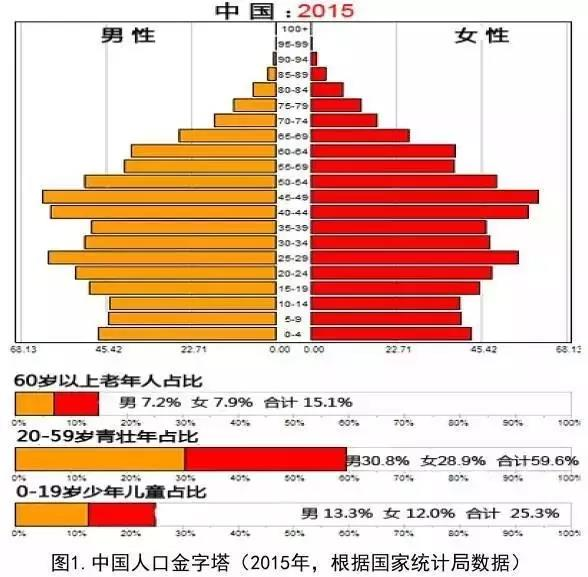 中国:2015
男性 女性
100+
95-99
90-94
85-89
80-84
75-79
70-74
65-69
60-64
55-59
50-54
45-49
40-44
35-39
30-34
25-29
20-24
15-19
10-14
5-9
0-4
68.13 45.42 22.71 0.00 0.00 22.71 45.42 68.13
60岁以上老年人占比
男 7.2% 女 7.9% 合计 15.1%
0% 10% 20% 30% 40% 50% 60% 70% 80% 90% 100%
20-59岁青壮年占比
男30.8% 女28.9% 合计59.6%
0% 10% 20% 30% 40% 50% 60% 70% 80% 90% 100%
0-19岁少年儿童占比
男 13.3% 女 12.0% 合计 25.3%
0% 10% 20% 30% 40% 50% 60% 70% 80% 90% 100%
图1.中国人口金字塔（2015年，根据国家统计局数据）